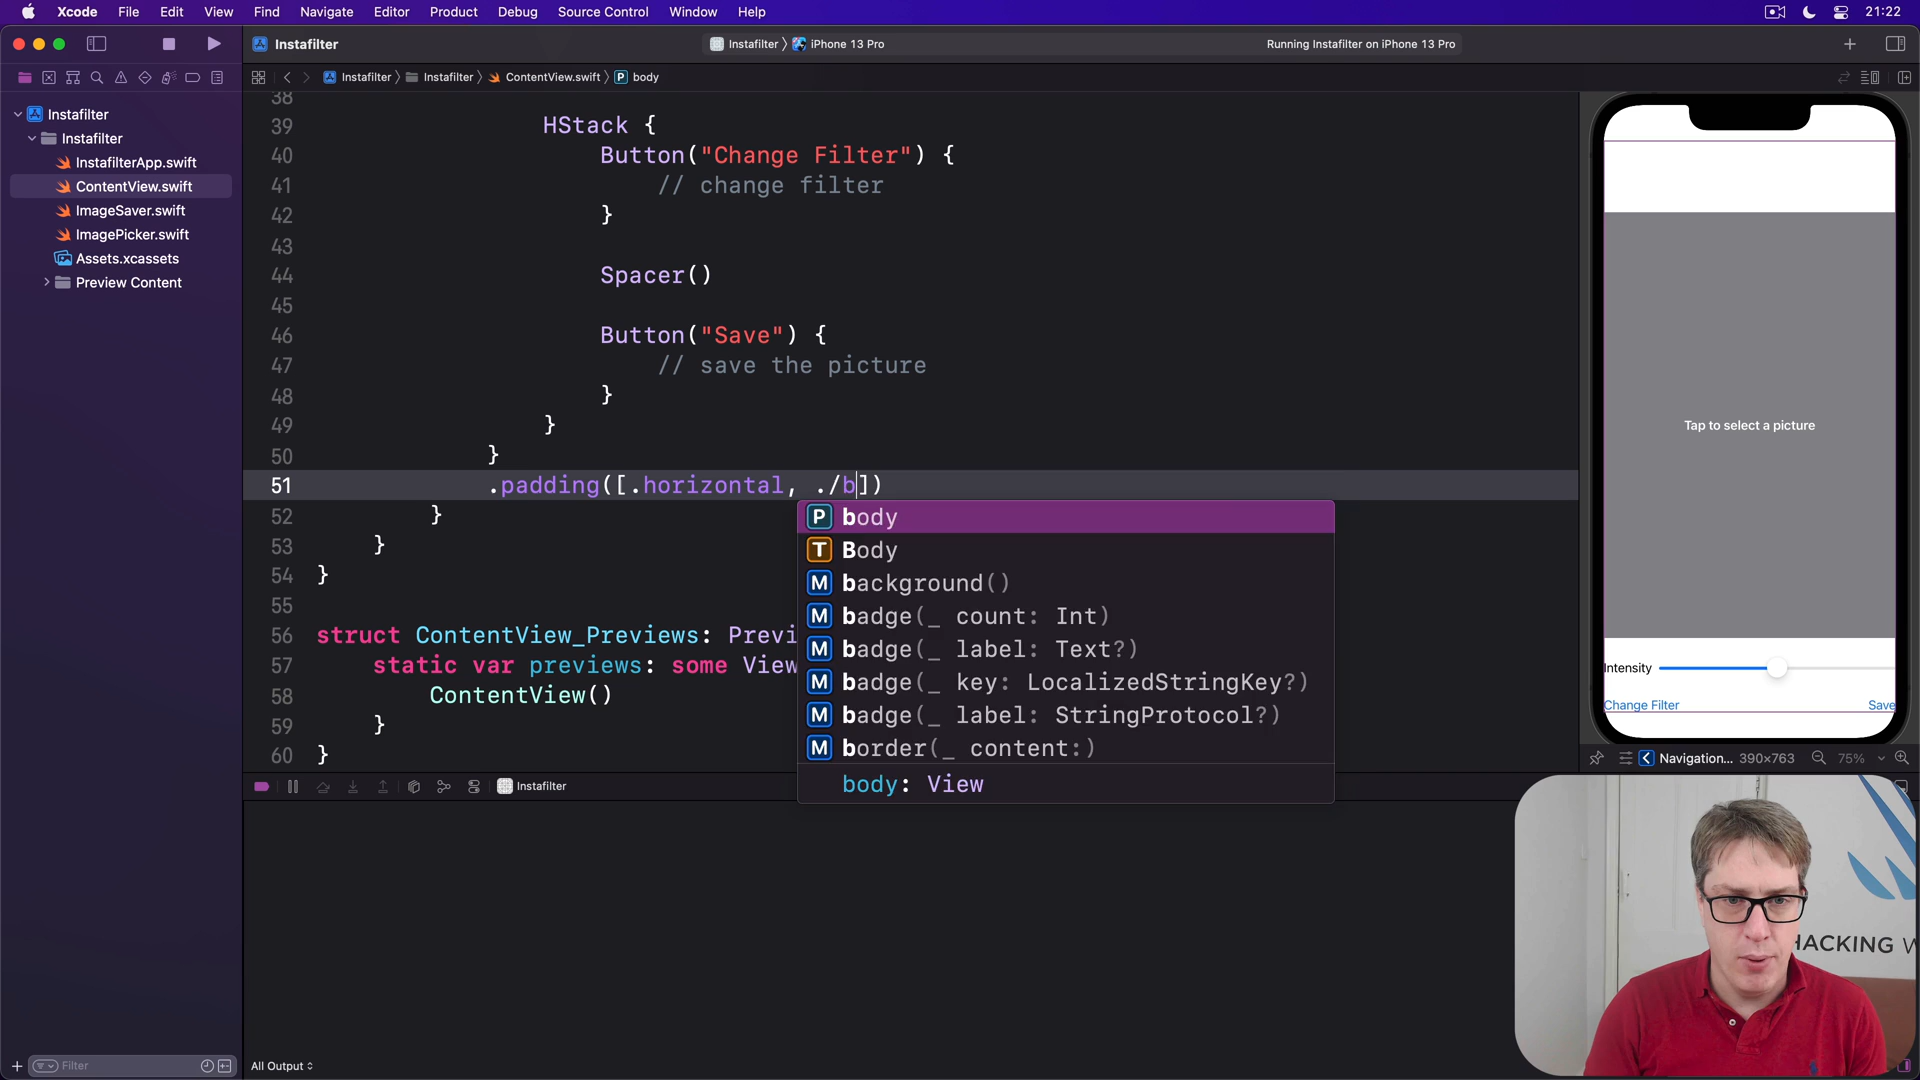 Xcode File Edit View Find Navigate Editor Product Debug Source Control Window Help 21:22
Instafilter Instafilter iPhone 13 Pro Running Instafilter on iPhone 13 Pro
Instafilter Instafilter ContentView.swift P body
Instafilter
Instafilter
InstafilterApp.swift
ContentView.swift
ImageSaver.swift
ImagePicker.swift
Assets.xcassets
Preview Content
38
39 HStack {
40 Button("Change Filter") {
41 // change filter
42 }
43
44 Spacer()
45
46 Button("Save") {
47 // save the picture
48 }
49 }
50 }
51 .padding([.horizontal, ./b])
52 }
53 }
54 }
55
56 struct ContentView_Previews: Previ
57 static var previews: some View
58 ContentView()
59 }
60 }
P body
T Body
M background()
M badge(_ count: Int)
M badge(_ label: Text?)
M badge(_ key: LocalizedStringKey?)
M badge(_ label: StringProtocol?)
M border(_ content:)
body: View
Tap to select a picture
Intensity
Change Filter Save
Navigation... 390×763 75%
Instafilter
HACKING W
Filter
All Output